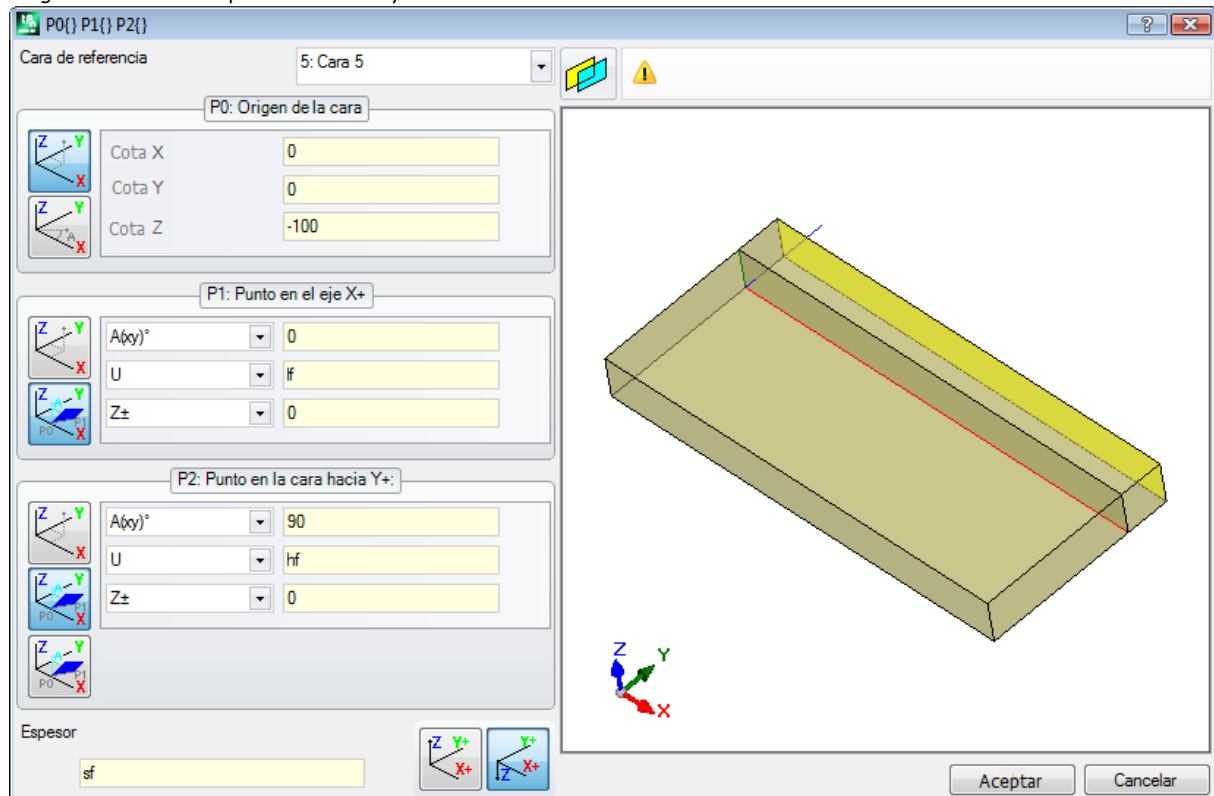 P0{} P1{} P2{}
Cara de referencia
5: Cara 5
P0: Origen de la cara
Cota X
0
Cota Y
0
Cota Z
-100
P1: Punto en el eje X+
A(xy)°
0
U
lf
Z±
0
P2: Punto en la cara hacia Y+:
A(xy)°
90
U
hf
Z±
0
Espesor
sf
Z Y+
X+
Y+
X+
Z
Z
Y
X
Aceptar
Cancelar